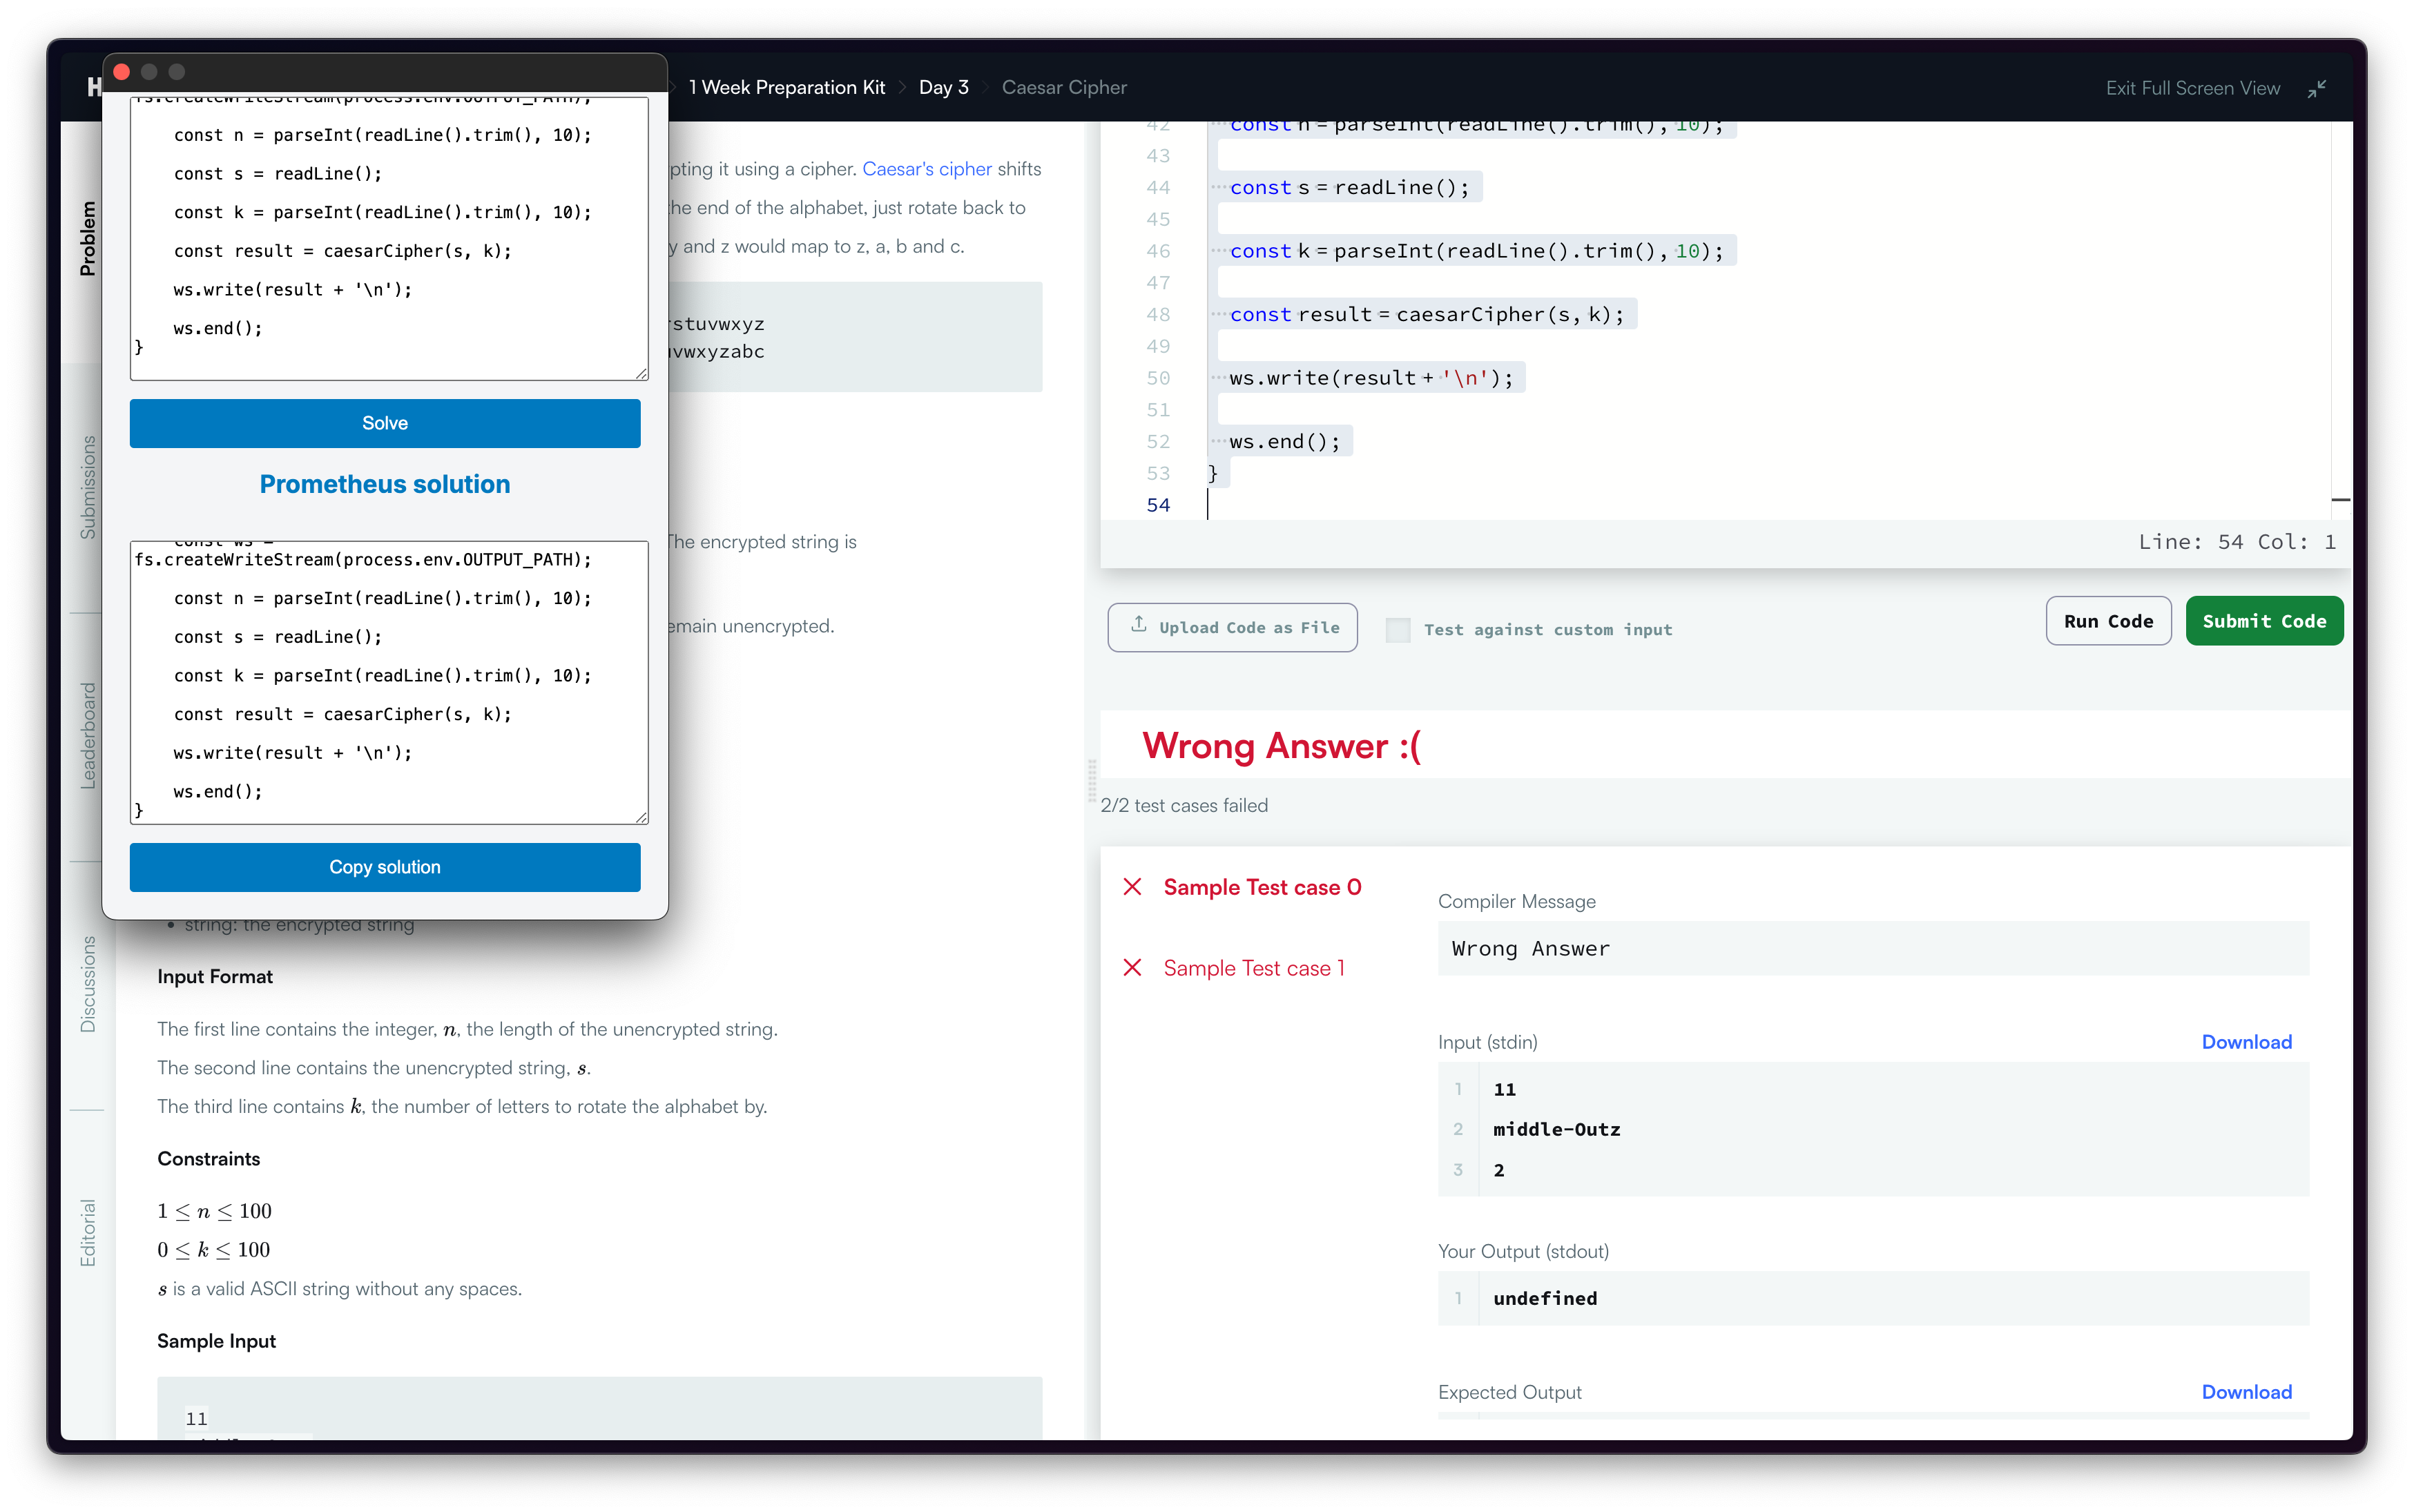 H
1 Week Preparation Kit
Day 3
Caesar Cipher
Exit Full Screen View
fs.createWriteStream(process.env.OUTPUT_PATH);
const n = parseInt(readLine().trim(), 10);
const s = readLine();
const k = parseInt(readLine().trim(), 10);
const result = caesarCipher(s, k);
ws.write(result + '\n');
ws.end();
}
Solve
Prometheus solution
const ws =
fs.createWriteStream(process.env.OUTPUT_PATH);
const n = parseInt(readLine().trim(), 10);
const s = readLine();
const k = parseInt(readLine().trim(), 10);
const result = caesarCipher(s, k);
ws.write(result + '\n');
ws.end();
}
Copy solution
Problem
Submissions
Leaderboard
Discussions
Editorial
pting it using a cipher. Caesar's cipher shifts
the end of the alphabet, just rotate back to
y and z would map to z, a, b and c.
rstuvwxyz
uvwxyzabc
The encrypted string is
emain unencrypted.
• string: the encrypted string
Input Format
The first line contains the integer, n, the length of the unencrypted string.
The second line contains the unencrypted string, s.
The third line contains k, the number of letters to rotate the alphabet by.
Constraints
1 ≤ n ≤ 100
0 ≤ k ≤ 100
s is a valid ASCII string without any spaces.
Sample Input
11
42 const n = parseInt(readLine().trim(), 10);
43
44 const s = readLine();
45
46 const k = parseInt(readLine().trim(), 10);
47
48 const result = caesarCipher(s, k);
49
50 ws.write(result + '\n');
51
52 ws.end();
53 }
54
Line: 54 Col: 1
Upload Code as File
Test against custom input
Run Code
Submit Code
Wrong Answer :(
2/2 test cases failed
Sample Test case 0
Sample Test case 1
Compiler Message
Wrong Answer
Input (stdin)
Download
1 11
2 middle-Outz
3 2
Your Output (stdout)
1 undefined
Expected Output
Download